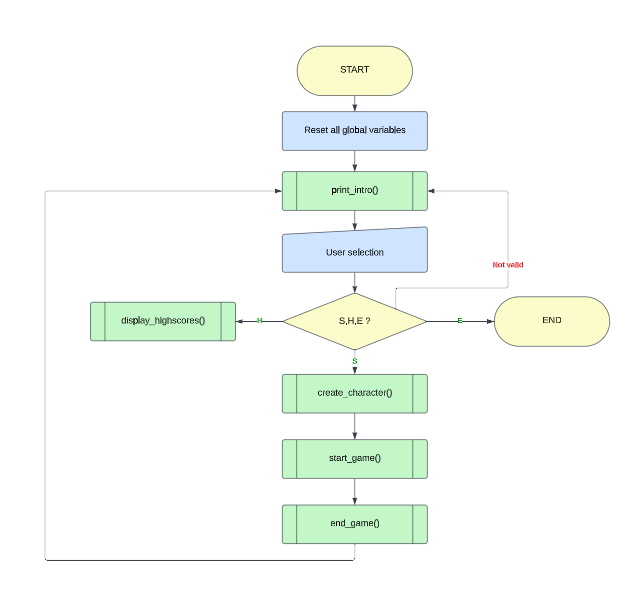 START
Reset all global variables
print_intro()
User selection
Not valid
display_highscores()
H
S,H,E ?
E
END
S
create_character()
start_game()
end_game()